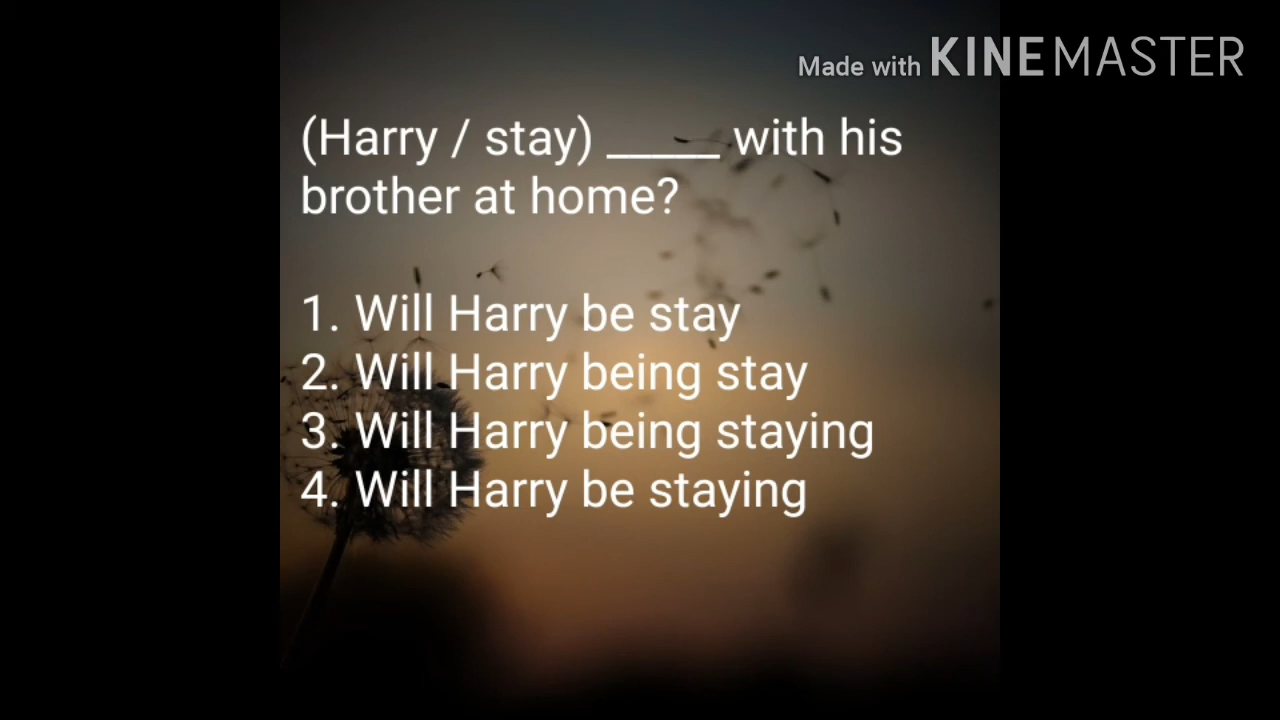 Made with KINEMASTER
(Harry / stay) _____ with his
brother at home?
1. Will Harry be stay
2. Will Harry being stay
3. Will Harry being staying
4. Will Harry be staying